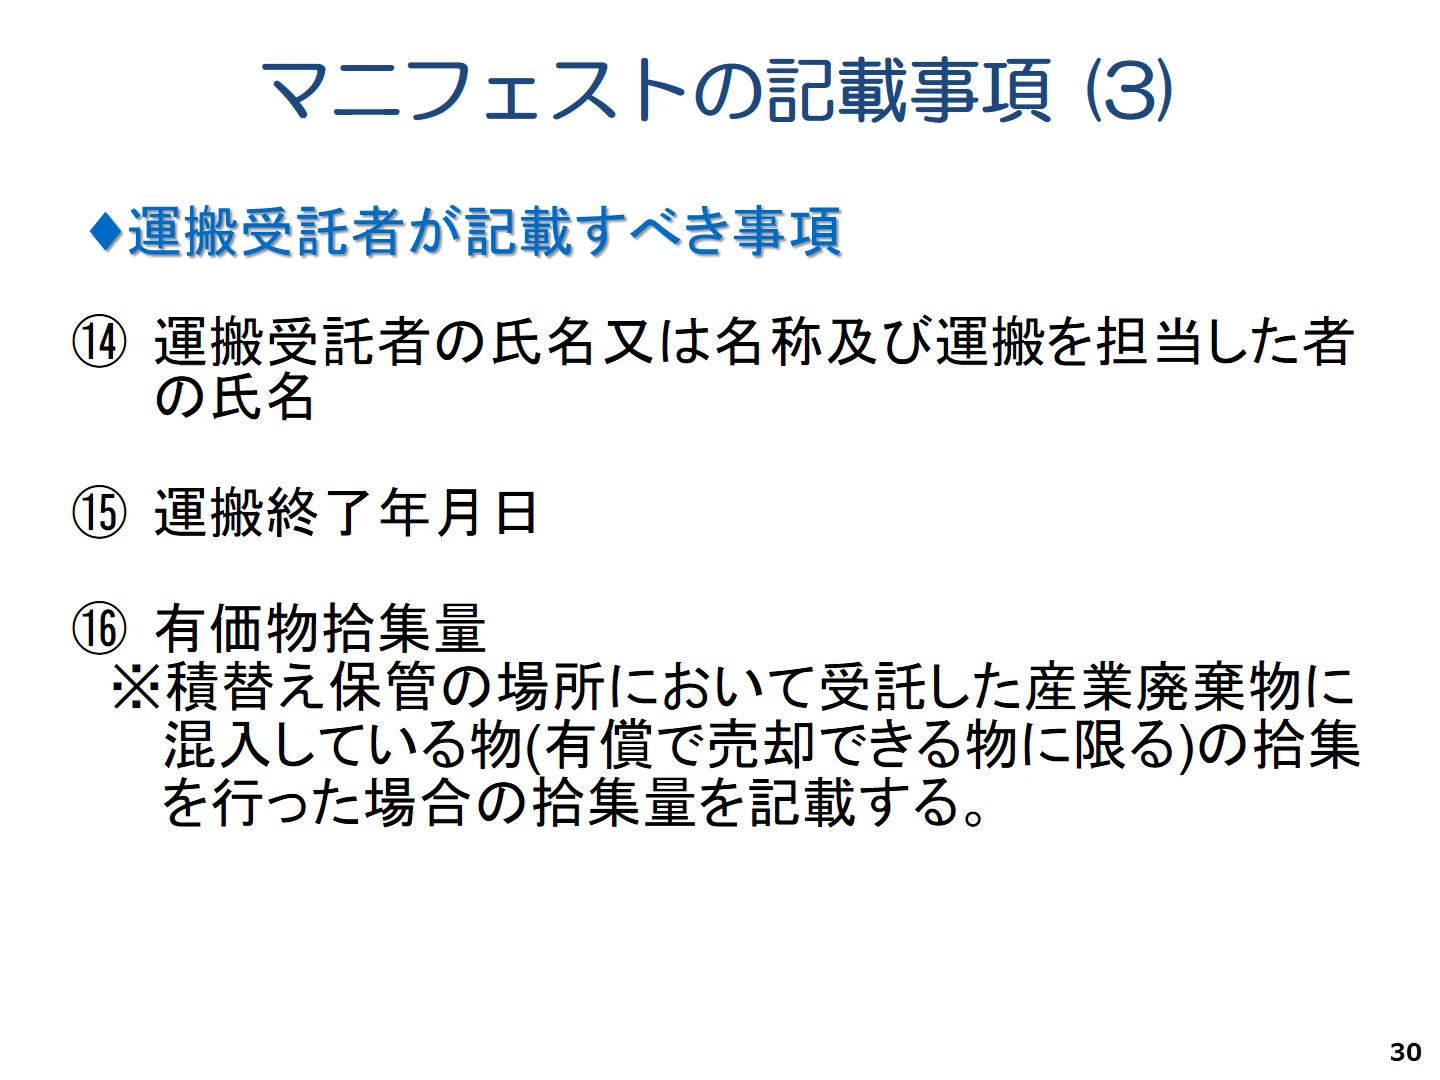 マニフェストの記載事項 (3)
◆運搬受託者が記載すべき事項
⑭ 運搬受託者の氏名又は名称及び運搬を担当した者
の氏名
⑮ 運搬終了年月日
⑯ 有価物拾集量
※積替え保管の場所において受託した産業廃棄物に
混入している物(有償で売却できる物に限る)の拾集
を行った場合の拾集量を記載する。
30